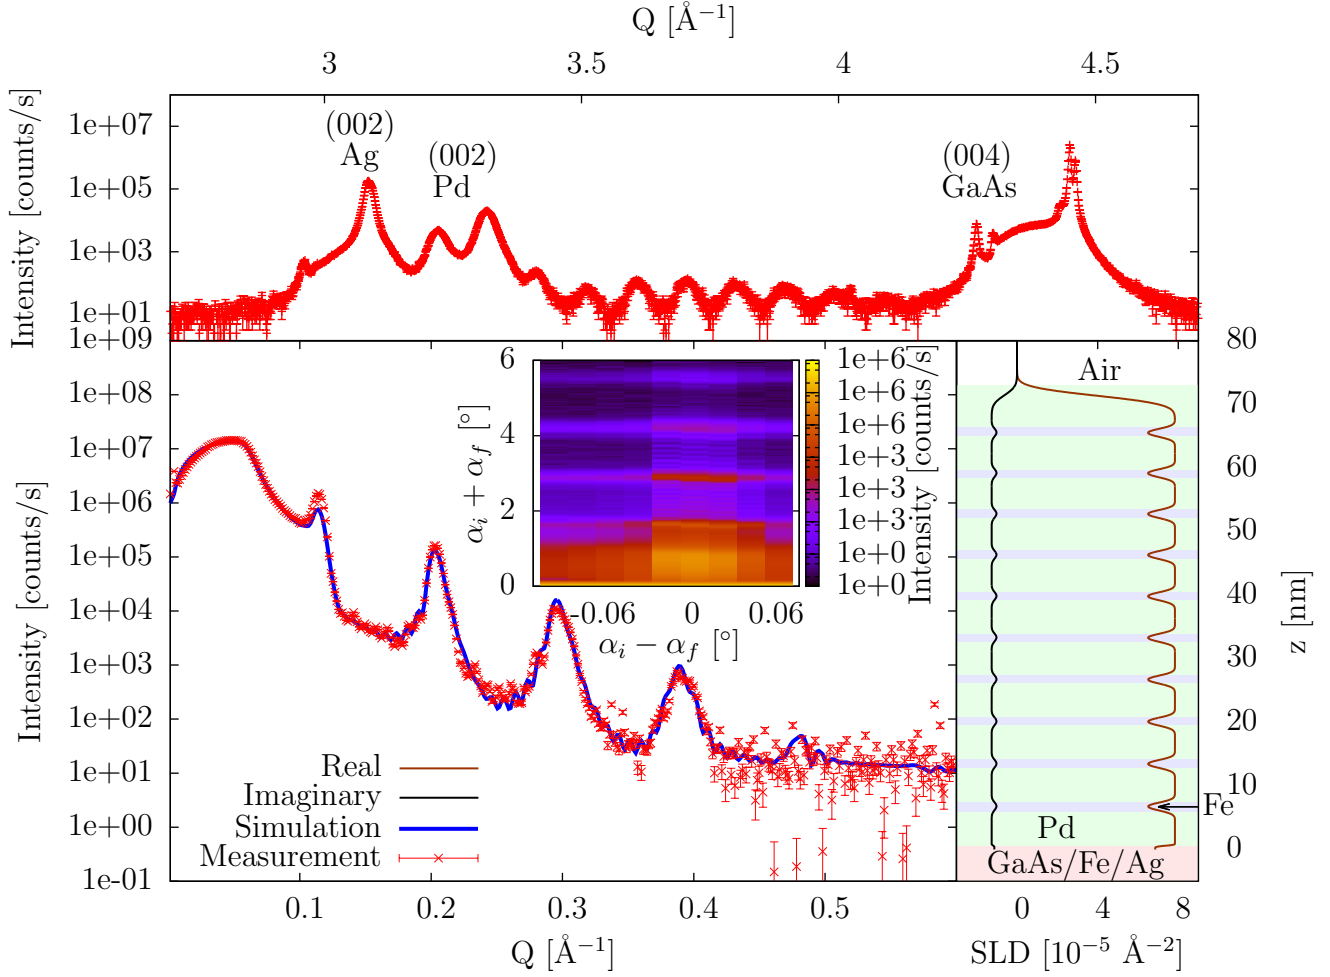 Q [Å⁻¹]
3 3.5 4 4.5
Intensity [counts/s]
1e+07
1e+05
1e+03
1e+01
(002)
Ag
(002)
Pd
(004)
GaAs
Intensity [counts/s]
1e+09
1e+08
1e+07
1e+06
1e+05
1e+04
1e+03
1e+02
1e+01
1e+00
1e-01
Real
Imaginary
Simulation
Measurement
0.1 0.2 0.3 0.4 0.5
Q [Å⁻¹]
αᵢ + α_f [°]
6
4
2
0
-0.06 0 0.06
αᵢ − α_f [°]
1e+6
1e+6
1e+6
1e+3
1e+3
1e+3
1e+0
1e+0
Intensity [counts/s]
Air
Fe
Pd
GaAs/Fe/Ag
80
70
60
50
40
30
20
10
0
z [nm]
0 4 8
SLD [10⁻⁵ Å⁻²]